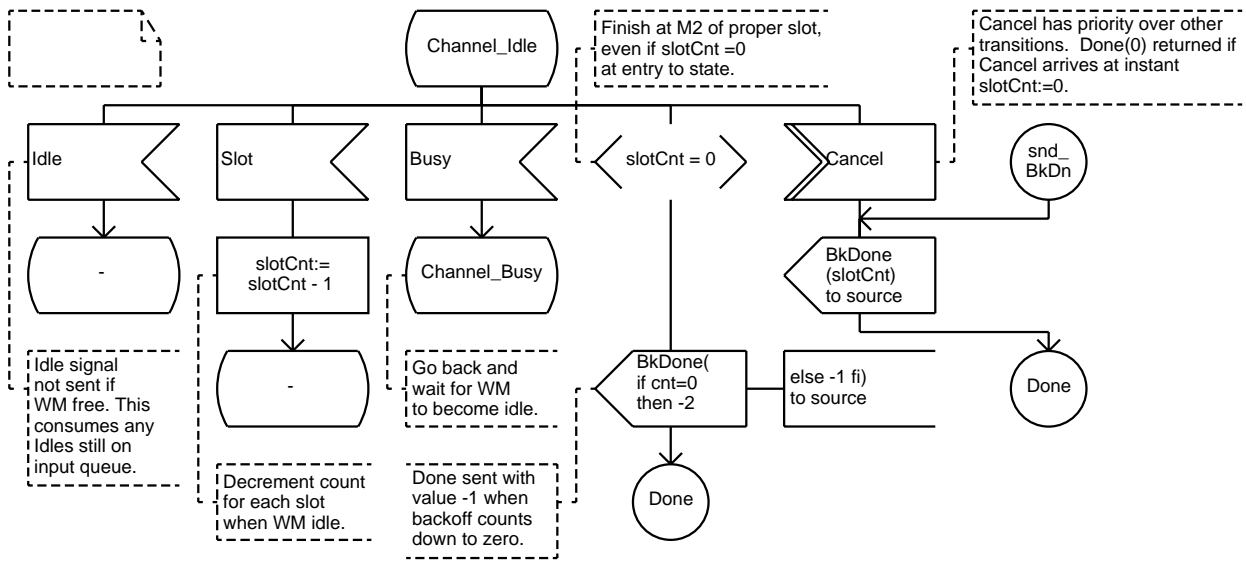 Channel_Idle
Finish at M2 of proper slot,
even if slotCnt =0
at entry to state.
Cancel has priority over other
transitions. Done(0) returned if
Cancel arrives at instant
slotCnt:=0.
Idle
Slot
Busy
slotCnt = 0
Cancel
snd_
BkDn
-
slotCnt:=
slotCnt - 1
Channel_Busy
BkDone
(slotCnt)
to source
Idle signal
not sent if
WM free. This
consumes any
Idles still on
input queue.
-
Go back and
wait for WM
to become idle.
BkDone(
if cnt=0
then -2
else -1 fi)
to source
Done
Decrement count
for each slot
when WM idle.
Done sent with
value -1 when
backoff counts
down to zero.
Done